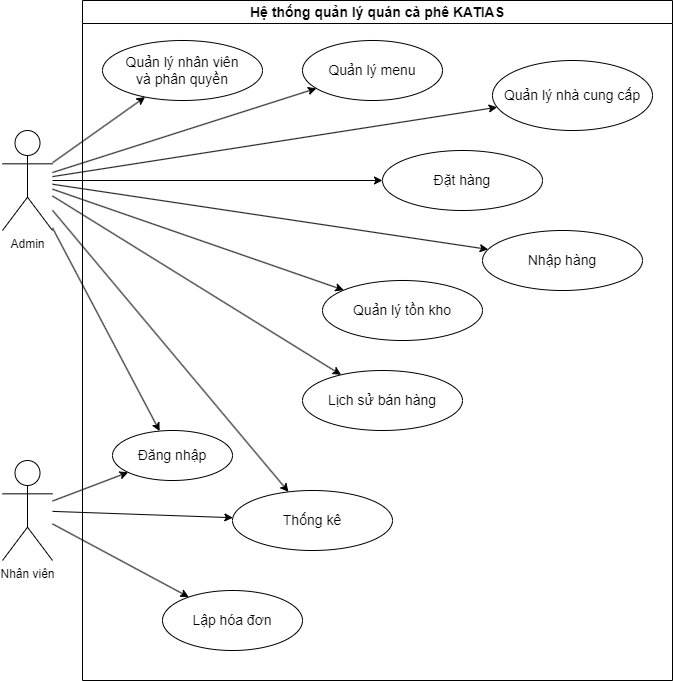 Hệ thống quản lý quán cà phê KATIAS
Quản lý nhân viên
và phân quyền
Quản lý menu
Quản lý nhà cung cấp
Đặt hàng
Admin
Nhập hàng
Quản lý tồn kho
Lịch sử bán hàng
Đăng nhập
Thống kê
Nhân viên
Lập hóa đơn